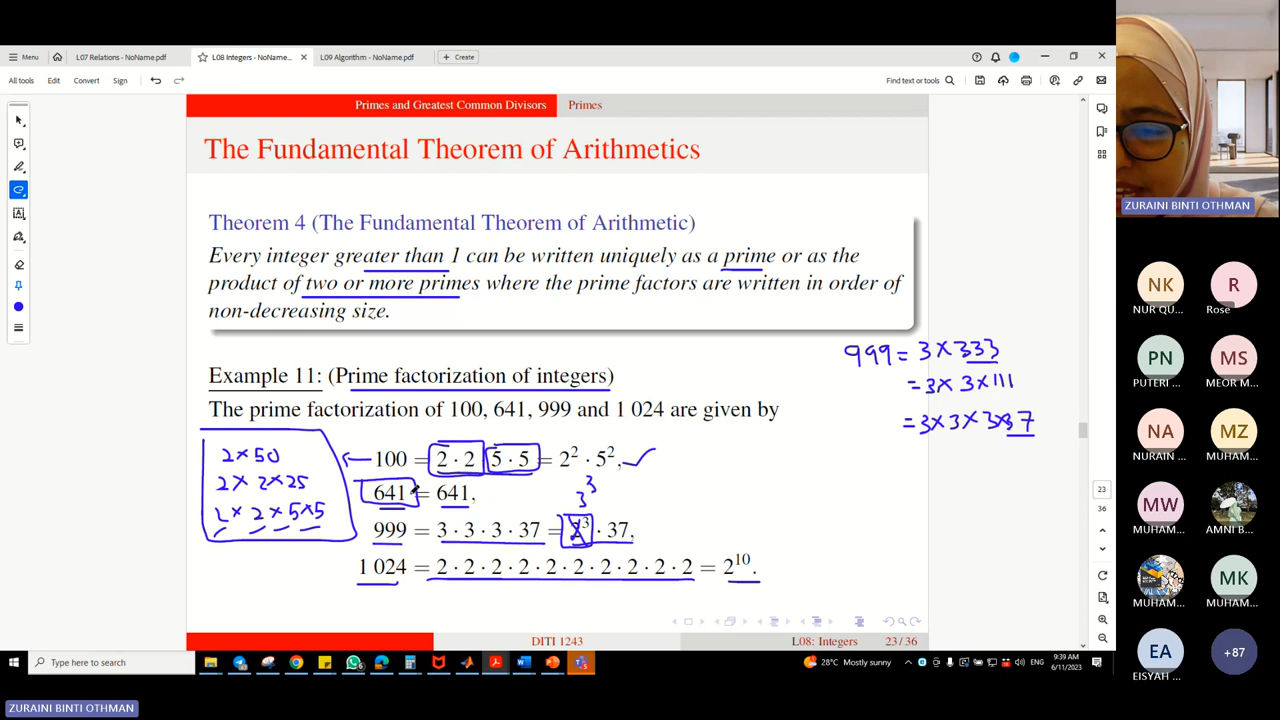 Menu
L07 Relations - NoName.pdf
L08 Integers - NoName...
L09 Algorithm - NoName.pdf
+ Create
All tools
Edit
Convert
Sign
Find text or tools
Primes and Greatest Common Divisors
Primes
The Fundamental Theorem of Arithmetics
Theorem 4 (The Fundamental Theorem of Arithmetic)
Every integer greater than 1 can be written uniquely as a prime or as the
product of two or more primes where the prime factors are written in order of
non-decreasing size.
999 = 3 × 333
= 3 × 3 × 111
= 3 × 3 × 3 × 37
Example 11: (Prime factorization of integers)
The prime factorization of 100, 641, 999 and 1 024 are given by
2 × 50
2 × 2 × 25
2 × 2 × 5 × 5
100 = 2 · 2 · 5 · 5 = 2² · 5²,
641 = 641,
3³
999 = 3 · 3 · 3 · 37 = 2³ · 37,
1 024 = 2 · 2 · 2 · 2 · 2 · 2 · 2 · 2 · 2 · 2 = 2¹⁰.
DITI 1243
L08: Integers
23 / 36
23
36
ZURAINI BINTI OTHMAN
NK
NUR QU...
R
Rose
PN
PUTERI ...
MS
MEOR M...
NA
NURAIN ...
MZ
MUHAM...
MW
MUHAM...
AMNI B...
MUHAM...
MK
MUHAM...
EA
EISYAH ...
+87
Type here to search
28°C Mostly sunny
ENG
9:39 AM
6/11/2023
ZURAINI BINTI OTHMAN